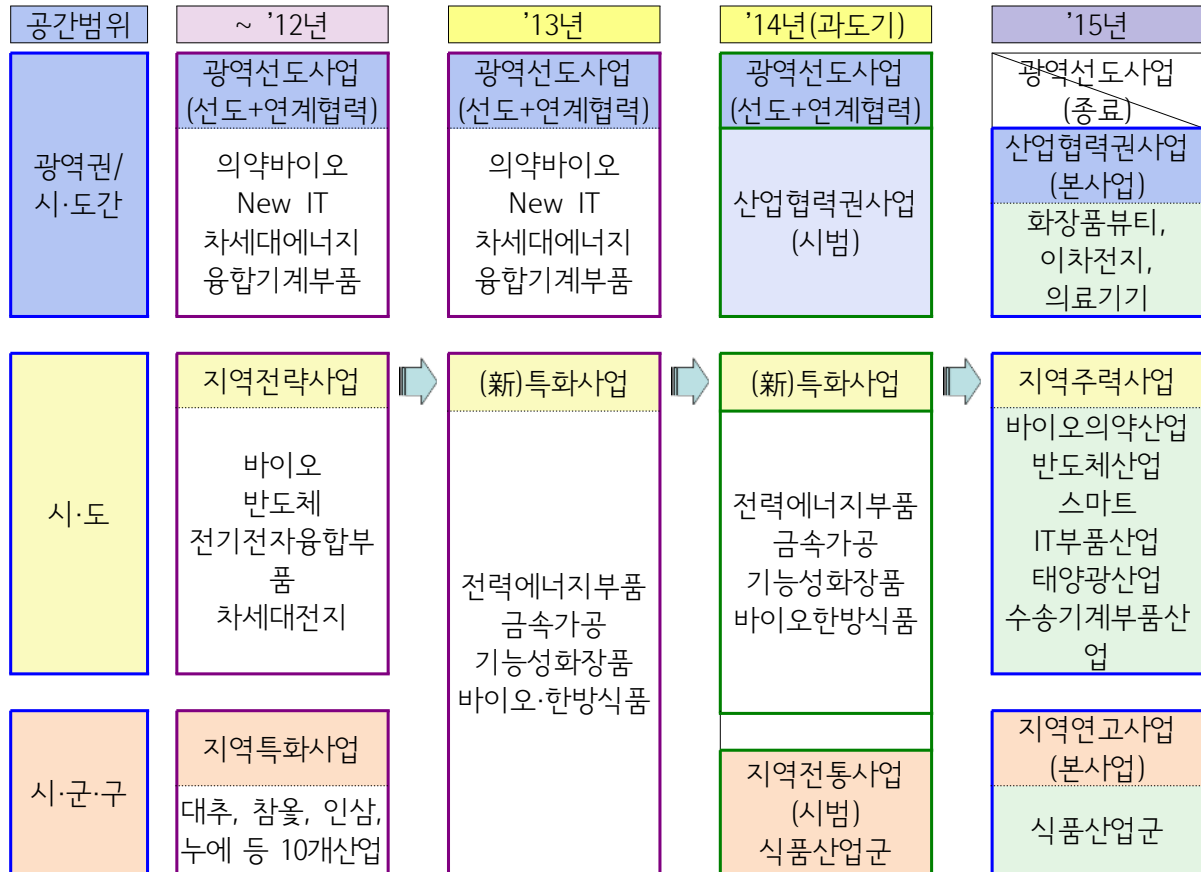 공간범위
~ '12년
'13년
'14년(과도기)
'15년
광역권/
시·도간
광역선도사업
(선도+연계협력)
의약바이오
New IT
차세대에너지
융합기계부품
광역선도사업
(선도+연계협력)
의약바이오
New IT
차세대에너지
융합기계부품
광역선도사업
(선도+연계협력)
산업협력권사업
(시범)
광역선도사업
(종료)
산업협력권사업
(본사업)
화장품뷰티,
이차전지,
의료기기
시·도
지역전략사업
바이오
반도체
전기전자융합부
품
차세대전지
(新)특화사업
전력에너지부품
금속가공
기능성화장품
바이오·한방식품
(新)특화사업
전력에너지부품
금속가공
기능성화장품
바이오한방식품
지역주력사업
바이오의약산업
반도체산업
스마트
IT부품산업
태양광산업
수송기계부품산
업
시·군·구
지역특화사업
대추, 참옻, 인삼,
누에 등 10개산업
지역전통사업
(시범)
식품산업군
지역연고사업
(본사업)
식품산업군